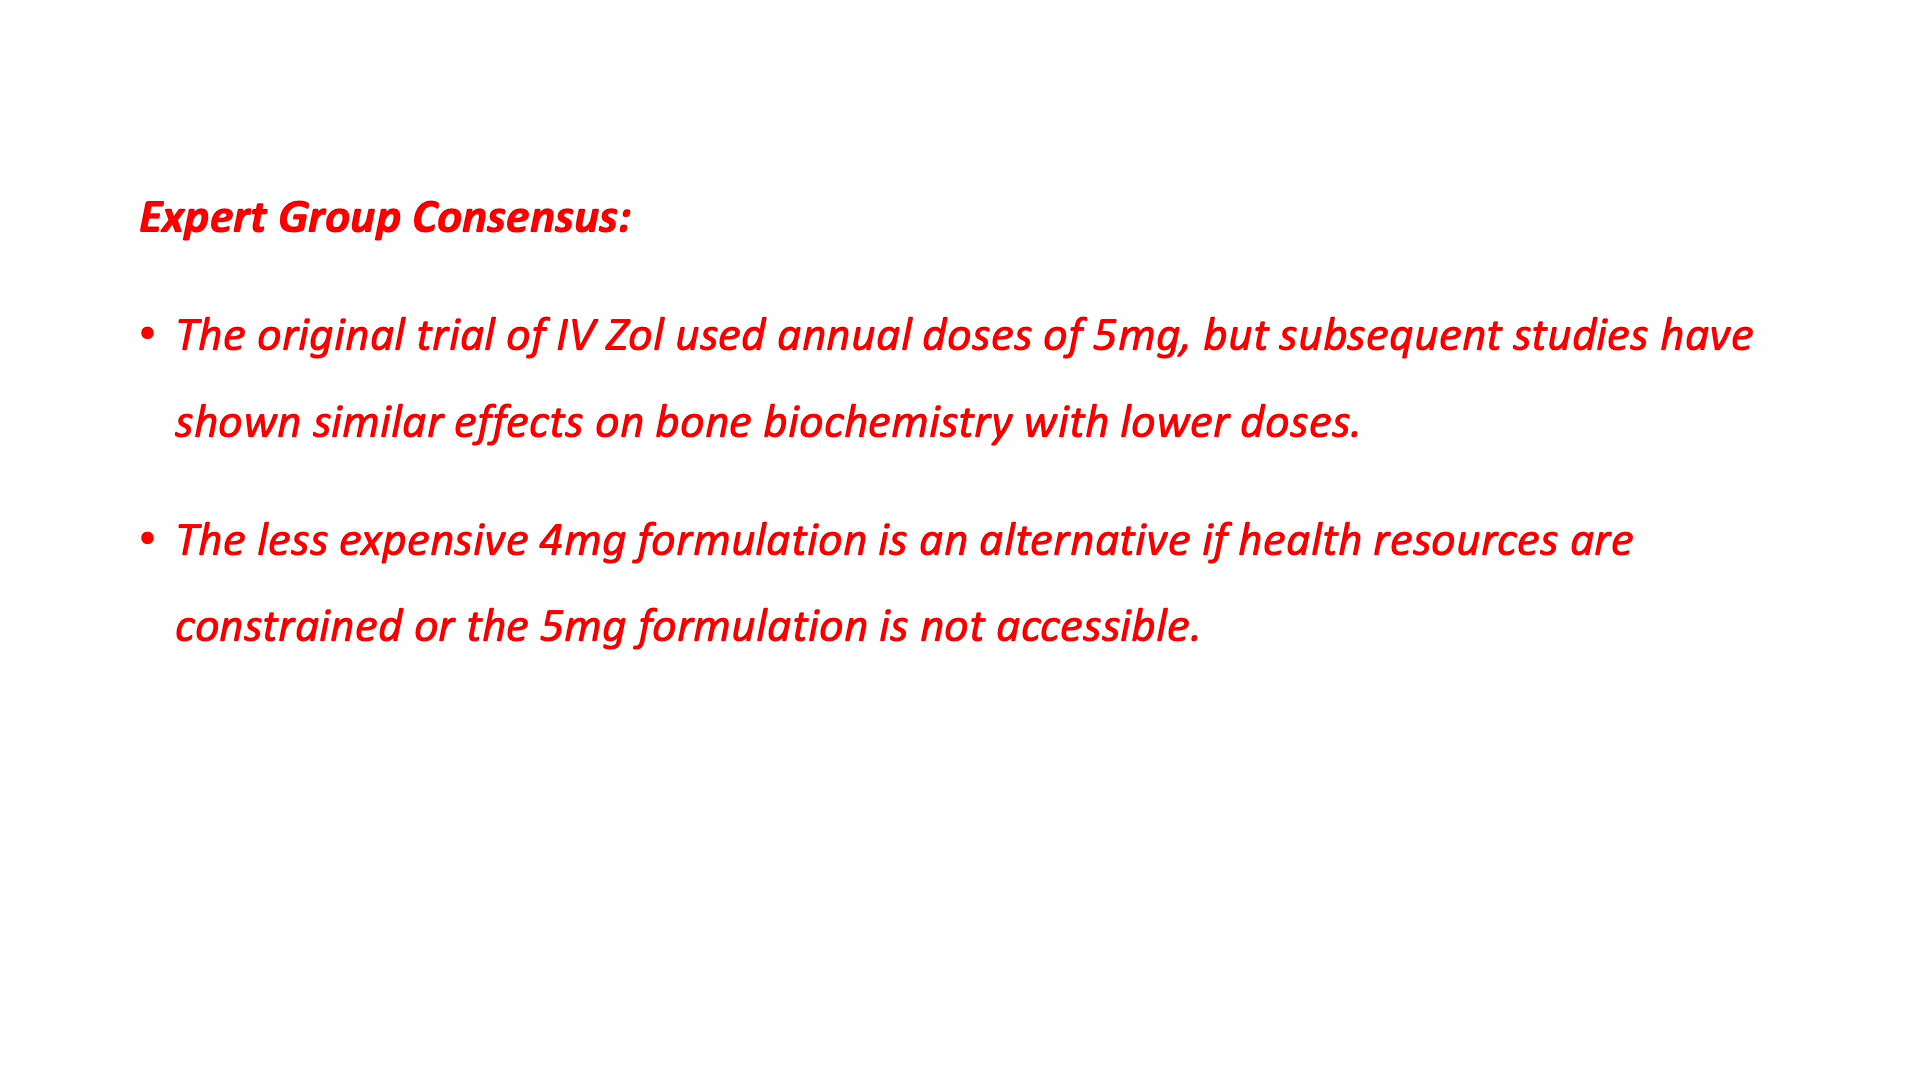 Expert Group Consensus:
• The original trial of IV Zol used annual doses of 5mg, but subsequent studies have
shown similar effects on bone biochemistry with lower doses.
• The less expensive 4mg formulation is an alternative if health resources are
constrained or the 5mg formulation is not accessible.